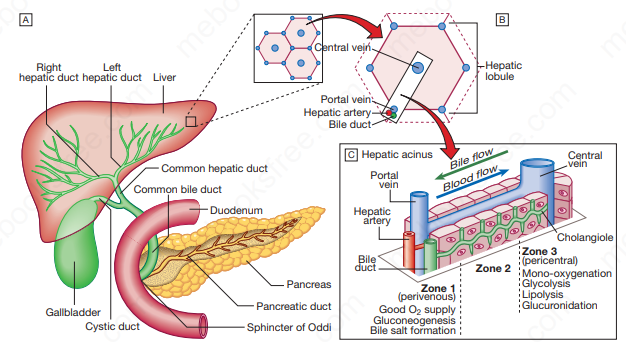 A
Right
hepatic duct
Left
hepatic duct
Liver
Common hepatic duct
Common bile duct
Duodenum
Pancreas
Pancreatic duct
Sphincter of Oddi
Gallbladder
Cystic duct
B
Central vein
Hepatic
lobule
Portal vein
Hepatic artery
Bile duct
C Hepatic acinus
Bile flow
Blood flow
Central
vein
Portal
vein
Hepatic
artery
Bile
duct
Cholangiole
Zone 1
(perivenous)
Good O₂ supply
Gluconeogenesis
Bile salt formation
Zone 2
Zone 3
(pericentral)
Mono-oxygenation
Glycolysis
Lipolysis
Glucuronidation